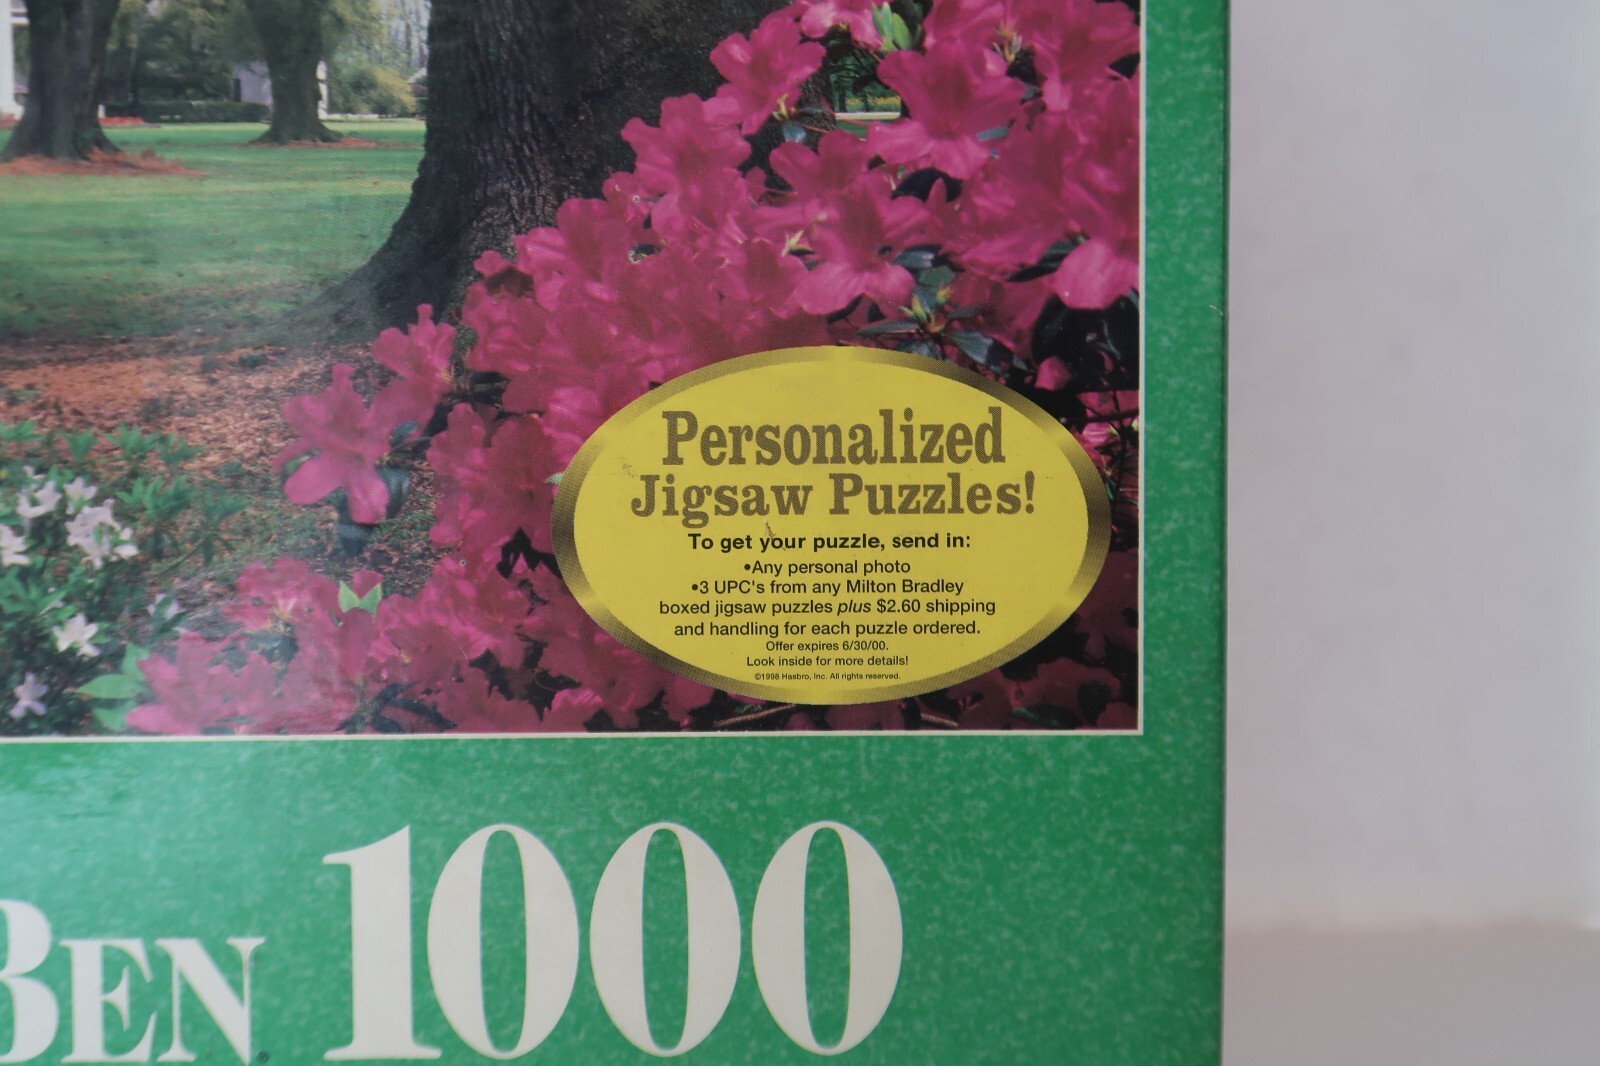 Personalized
Jigsaw Puzzles!
To get your puzzle, send in:
•Any personal photo
•3 UPC's from any Milton Bradley
boxed jigsaw puzzles plus $2.60 shipping
and handling for each puzzle ordered.
Offer expires 6/30/00.
Look inside for more details!
©1998 Hasbro, Inc. All rights reserved.
BEN® 1000